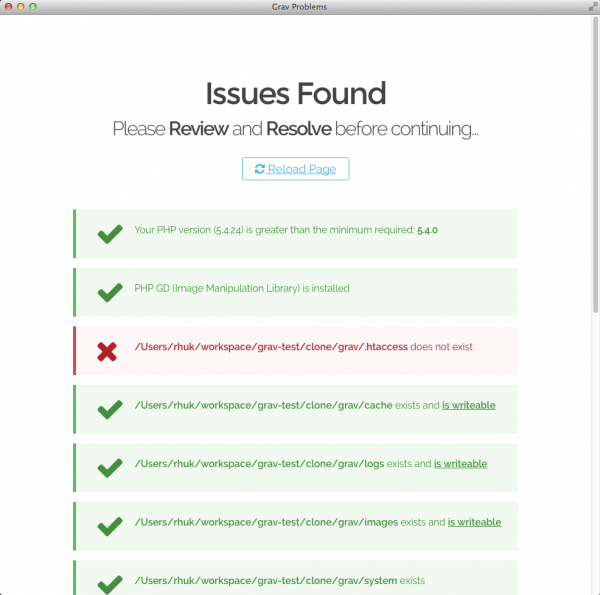 Grav Problems
Issues Found
Please Review and Resolve before continuing...
Reload Page
Your PHP version (5.4.24) is greater than the minimum required: 5.4.0
PHP GD (Image Manipulation Library) is installed
/Users/rhuk/workspace/grav-test/clone/grav/.htaccess does not exist
/Users/rhuk/workspace/grav-test/clone/grav/cache exists and is writeable
/Users/rhuk/workspace/grav-test/clone/grav/logs exists and is writeable
/Users/rhuk/workspace/grav-test/clone/grav/images exists and is writeable
/Users/rhuk/workspace/grav-test/clone/grav/system exists